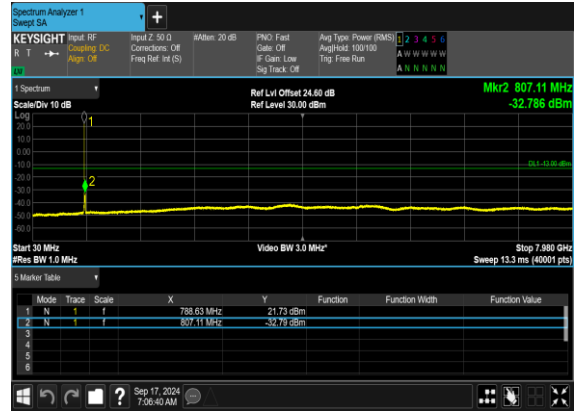 Spectrum Analyzer 1
Swept SA
+
KEYSIGHT Input: RF Input Z: 50 Ω #Atten: 20 dB PNO: Fast Avg Type: Power (RMS) 1 2 3 4 5 6
R T Coupling: DC Corrections: Off Gate: Off Avg|Hold: 100/100 A W W W W W
Align: Off Freq Ref: Int (S) IF Gain: Low Trig: Free Run
LW Sig Track: Off A N N N N N
1 Spectrum Ref Lvl Offset 24.60 dB Mkr2 807.11 MHz
Scale/Div 10 dB Ref Level 30.00 dBm -32.786 dBm
Log
1
20.0
10.0
0.00
-10.0 DL1 -13.00 dBm
-20.0
2
-30.0
-40.0
-50.0
-60.0
Start 30 MHz Video BW 3.0 MHz* Stop 7.980 GHz
#Res BW 1.0 MHz Sweep 13.3 ms (40001 pts)
5 Marker Table
Mode Trace Scale X Y Function Function Width Function Value
1 N 1 f 788.63 MHz 21.73 dBm
2 N 1 f 807.11 MHz -32.79 dBm
3
4
5
6
? Sep 17, 2024
7:06:40 AM